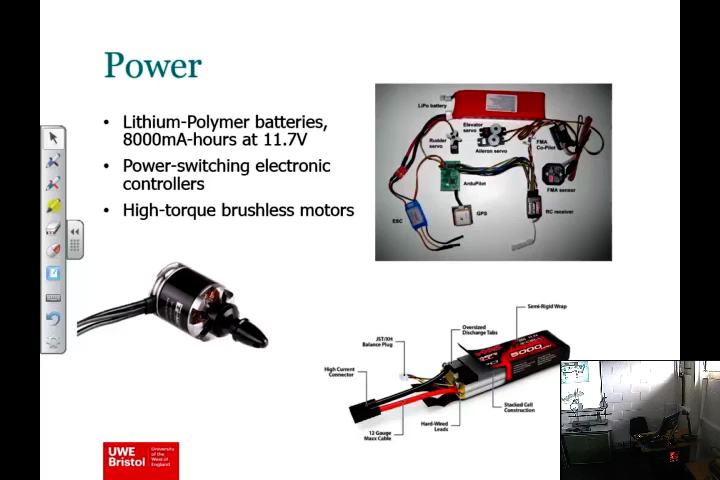 Power
• Lithium-Polymer batteries,
8000mA-hours at 11.7V
• Power-switching electronic
controllers
• High-torque brushless motors
LiPo battery
Elevator
servo
Rudder
servo
Aileron servo
FMA
Co-Pilot
ArduPilot
FMA sensor
ESC
GPS
RC receiver
Semi-Rigid Wrap
Oversized
Discharge Tabs
JST/XH
Balance Plug
High Current
Connector
5000
Stacked Cell
Construction
Hard-Wired
Leads
12 Gauge
Maxx Cable
UWE
Bristol
University
of the
West of
England